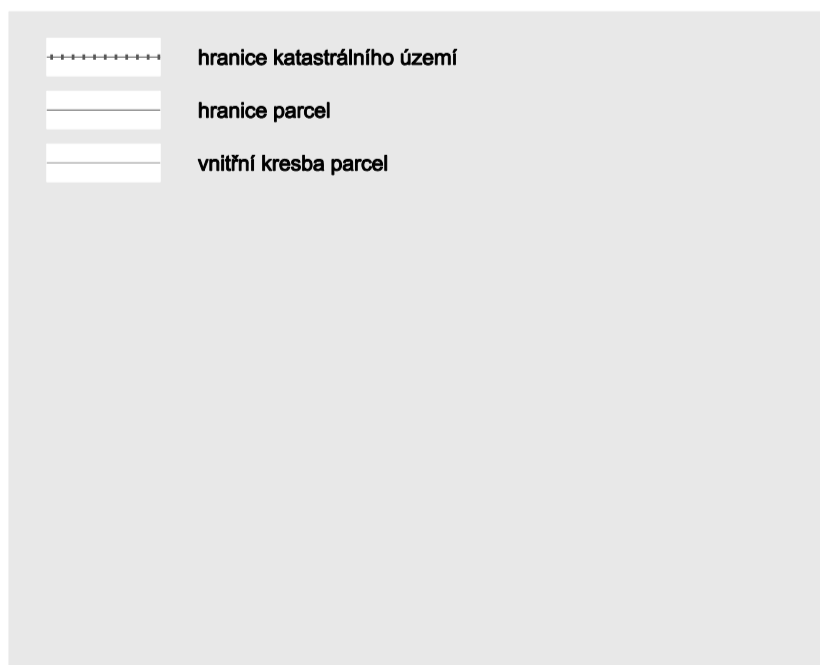 hranice katastrálního území
hranice parcel
vnitřní kresba parcel